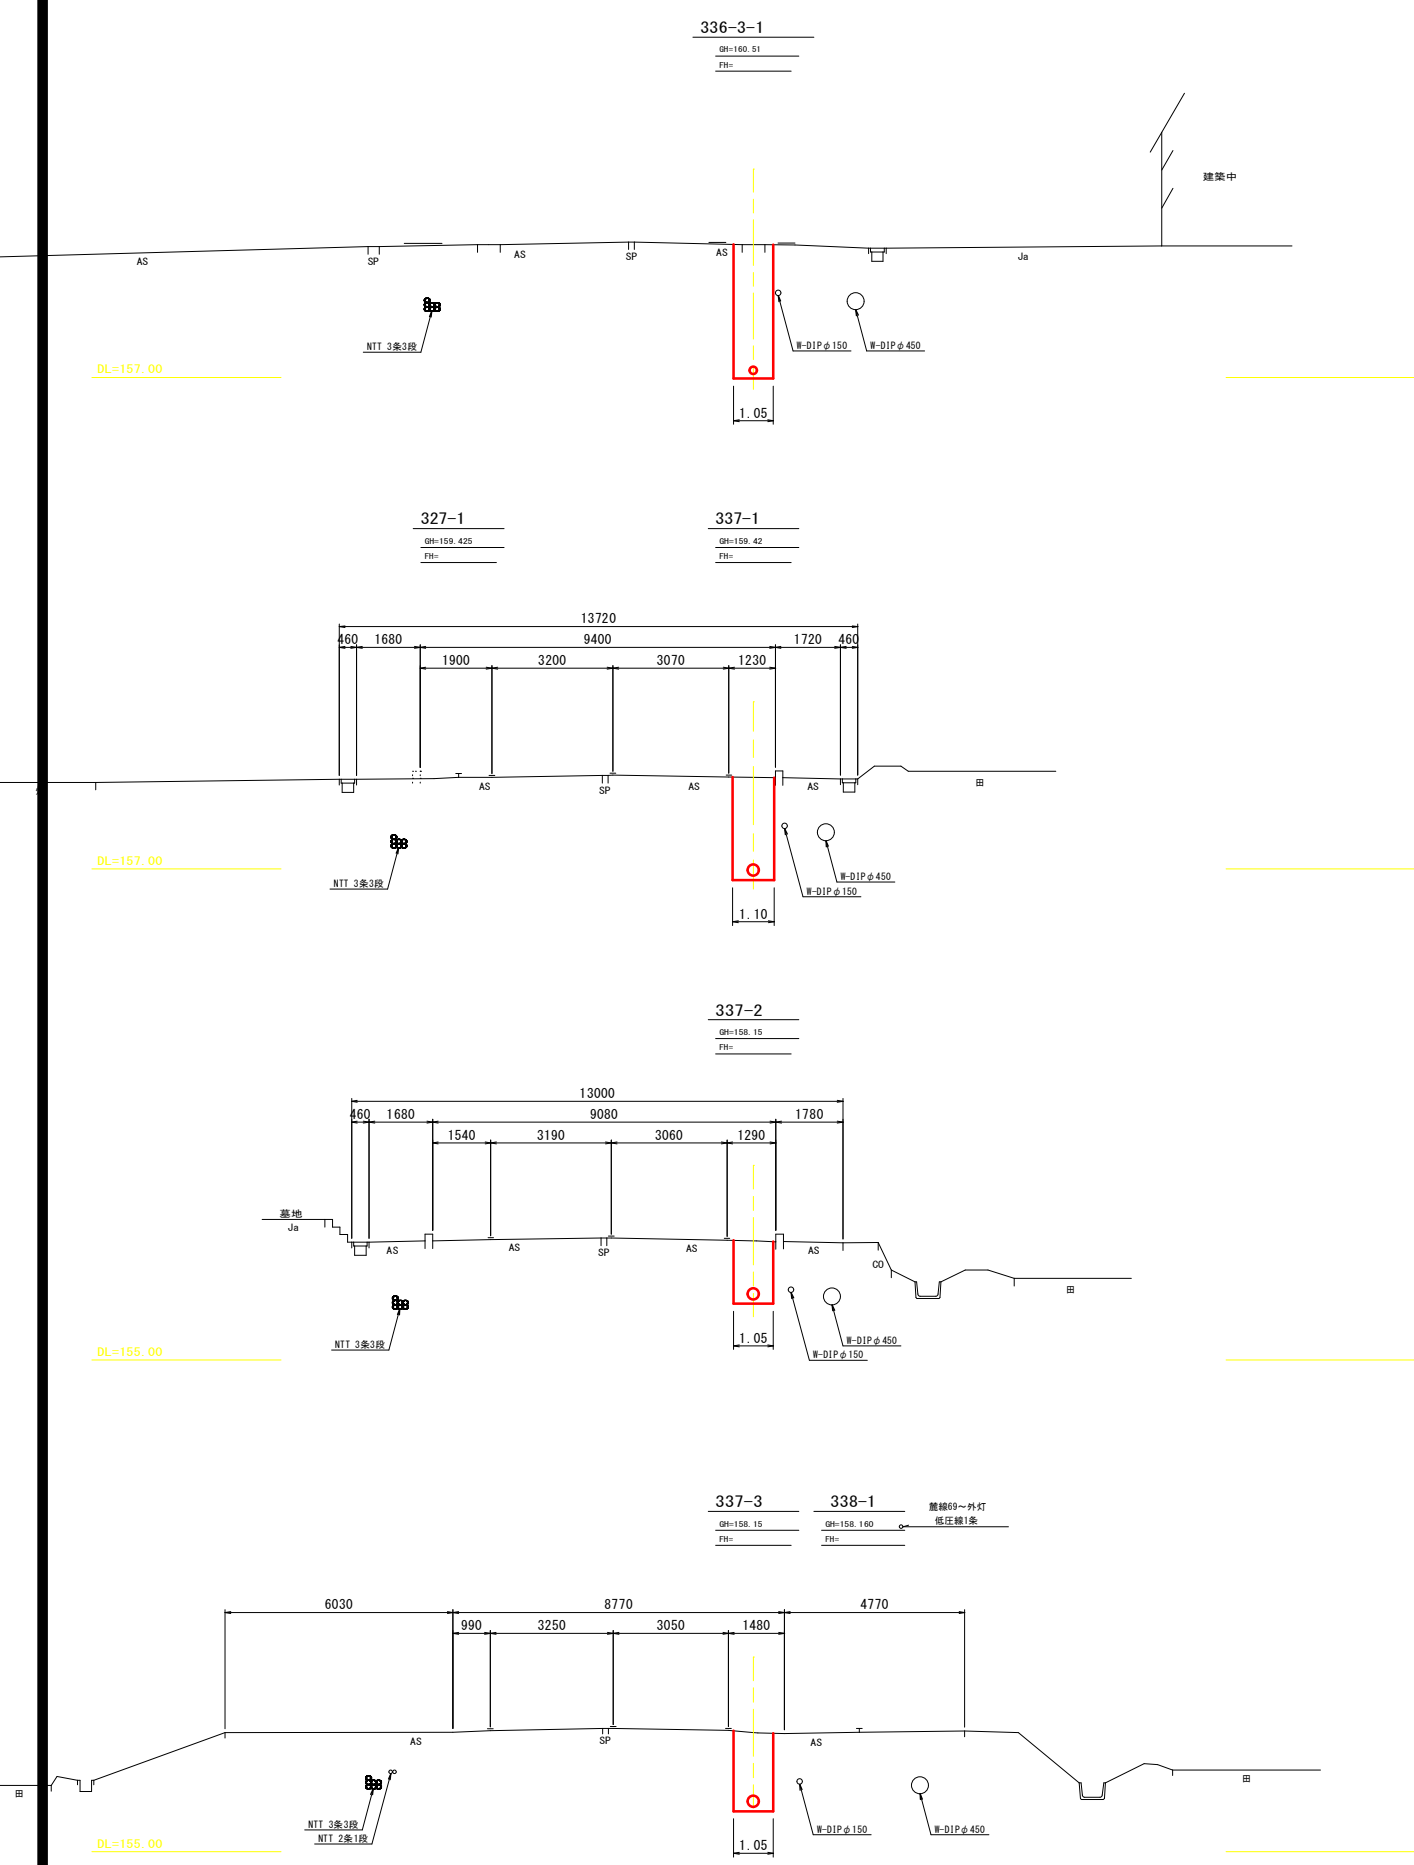 336-3-1
GH=160.51
FH=
建築中
AS
SP
AS
SP
AS
Ja
NTT 3条3段
W-DIPφ150
W-DIPφ450
DL=157.00
1.05
327-1
GH=159.425
FH=
337-1
GH=159.42
FH=
13720
460
1680
9400
1720
460
1900
3200
3070
1230
AS
SP
AS
AS
田
DL=157.00
NTT 3条3段
W-DIPφ450
W-DIPφ150
1.10
337-2
GH=158.15
FH=
13000
460
1680
9080
1780
1540
3190
3060
1290
墓地
Ja
AS
AS
SP
AS
AS
CO
田
NTT 3条3段
W-DIPφ450
W-DIPφ150
DL=155.00
1.05
337-3
GH=158.15
FH=
338-1
GH=158.160
FH=
麓線69～外灯
低圧線1条
6030
8770
4770
990
3250
3050
1480
AS
SP
AS
田
田
NTT 3条3段
NTT 2条1段
W-DIPφ150
W-DIPφ450
DL=155.00
1.05